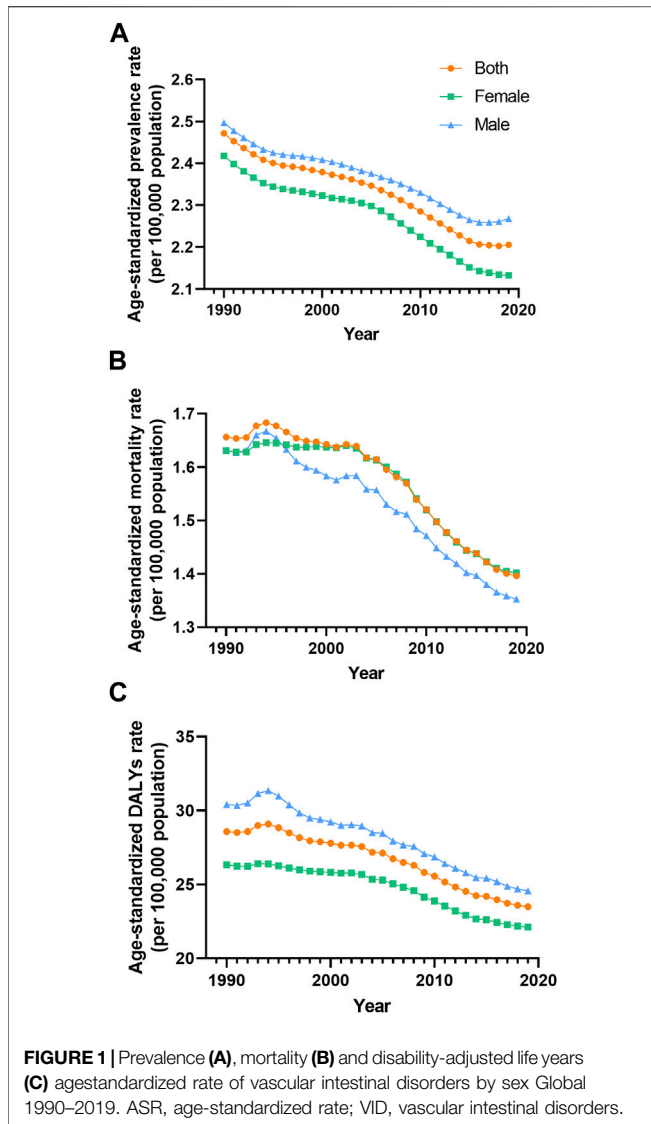 A
Both
Female
Male
Age-standardized prevalence rate
(per 100,000 population)
2.6
2.5
2.4
2.3
2.2
2.1
1990
2000
2010
2020
Year
B
Age-standardized mortality rate
(per 100,000 population)
1.7
1.6
1.5
1.4
1.3
1990
2000
2010
2020
Year
C
Age-standardized DALYs rate
(per 100,000 population)
35
30
25
20
1990
2000
2010
2020
Year
FIGURE 1 | Prevalence (A), mortality (B) and disability-adjusted life years
(C) agestandardized rate of vascular intestinal disorders by sex Global
1990–2019. ASR, age-standardized rate; VID, vascular intestinal disorders.